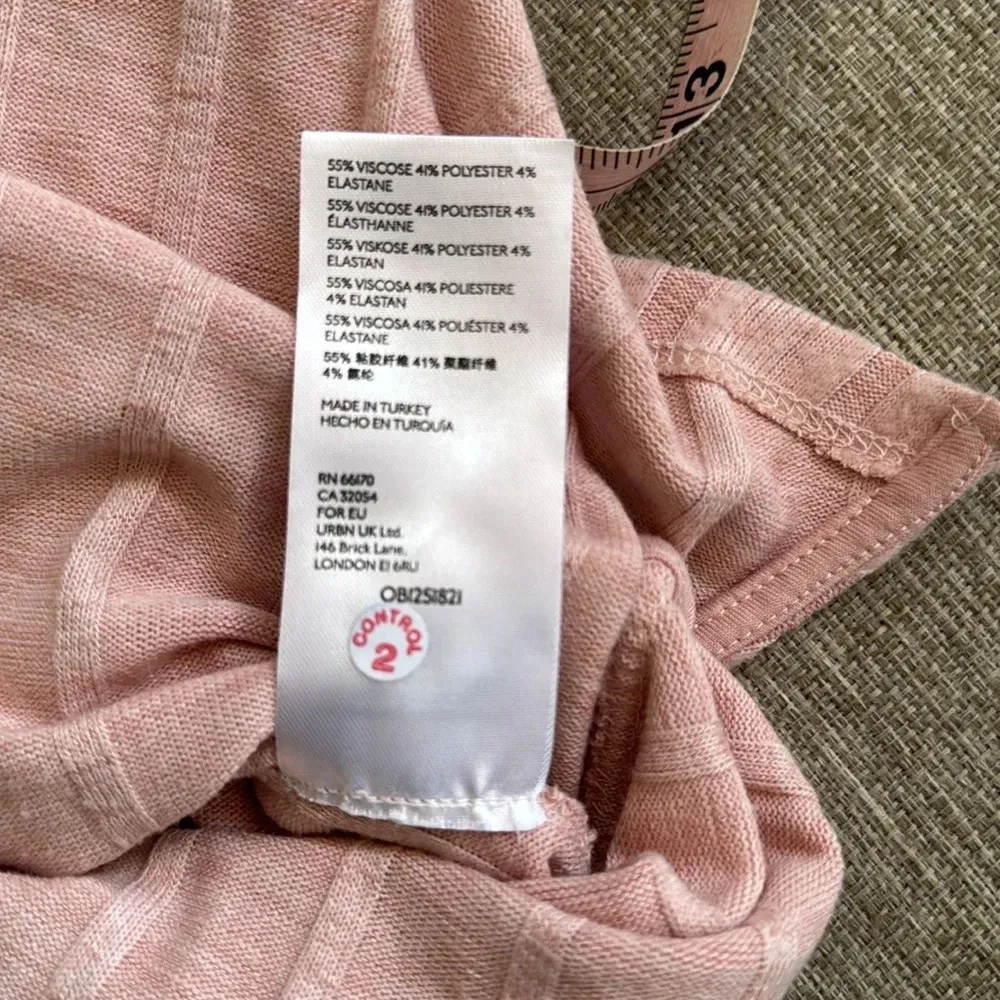 55% VISCOSE 41% POLYESTER 4%
ELASTANE
55% VISCOSE 41% POLYESTER 4%
ÉLASTHANNE
55% VISKOSE 41% POLYESTER 4%
ELASTAN
55% VISCOSA 41% POLIESTERE
4% ELASTAN
55% VISCOSA 41% POLIÉSTER 4%
ELASTANE
55% 粘胶纤维 41% 聚酯纤维
4% 氨纶
MADE IN TURKEY
HECHO EN TURQUÍA
RN 66170
CA 32054
FOR EU
URBN UK Ltd.
146 Brick Lane,
LONDON E1 6RU
OB1251821
CONTROL
2
3